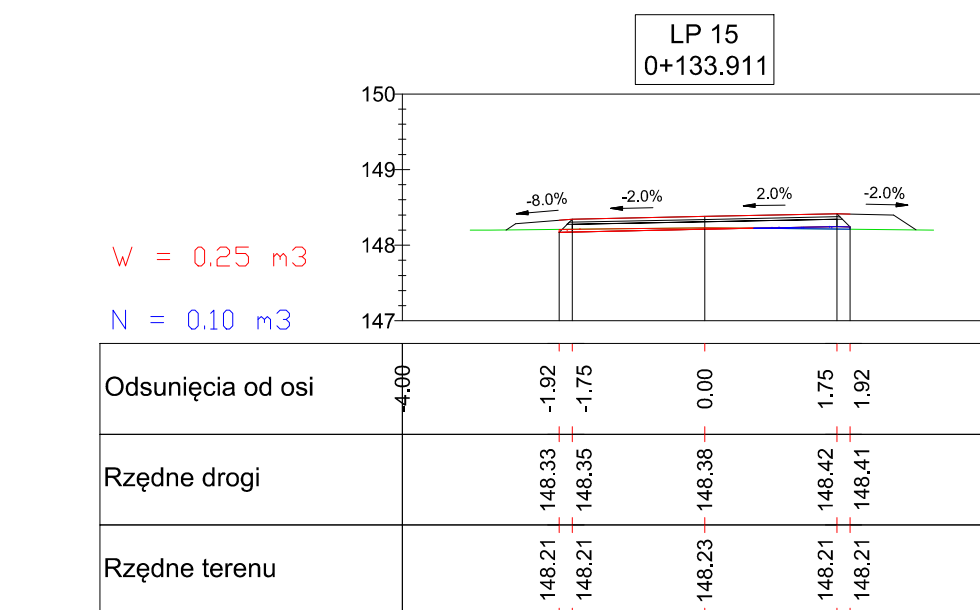 LP 15
0+133.911
150
149
148
147
-8.0%
-2.0%
2.0%
-2.0%
W = 0.25 m3
N = 0.10 m3
Odsunięcia od osi -4.00 -1.92 -1.75 0.00 1.75 1.92
Rzędne drogi 148.33 148.35 148.38 148.42 148.41
Rzędne terenu 148.21 148.21 148.23 148.21 148.21